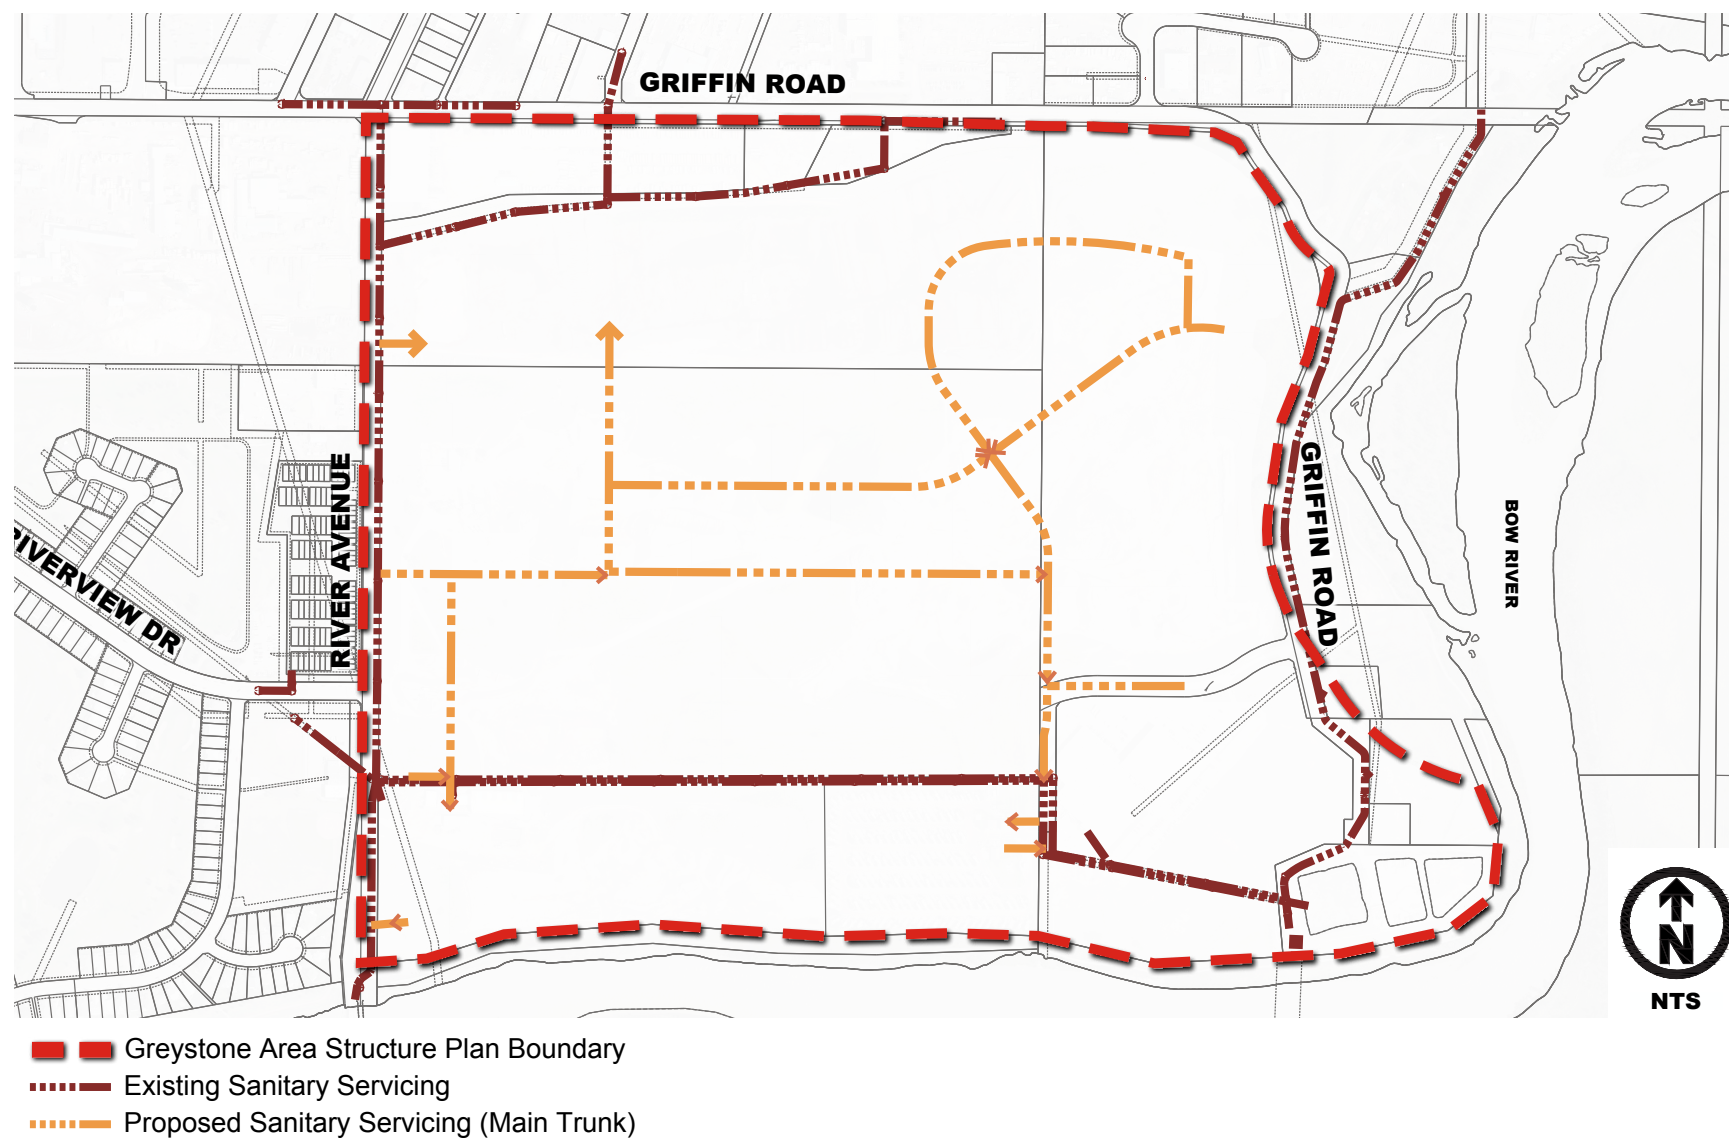 GRIFFIN ROAD
RIVER AVENUE
GRIFFIN ROAD
BOW RIVER
RIVERVIEW DR
N
NTS
Greystone Area Structure Plan Boundary
Existing Sanitary Servicing
Proposed Sanitary Servicing (Main Trunk)